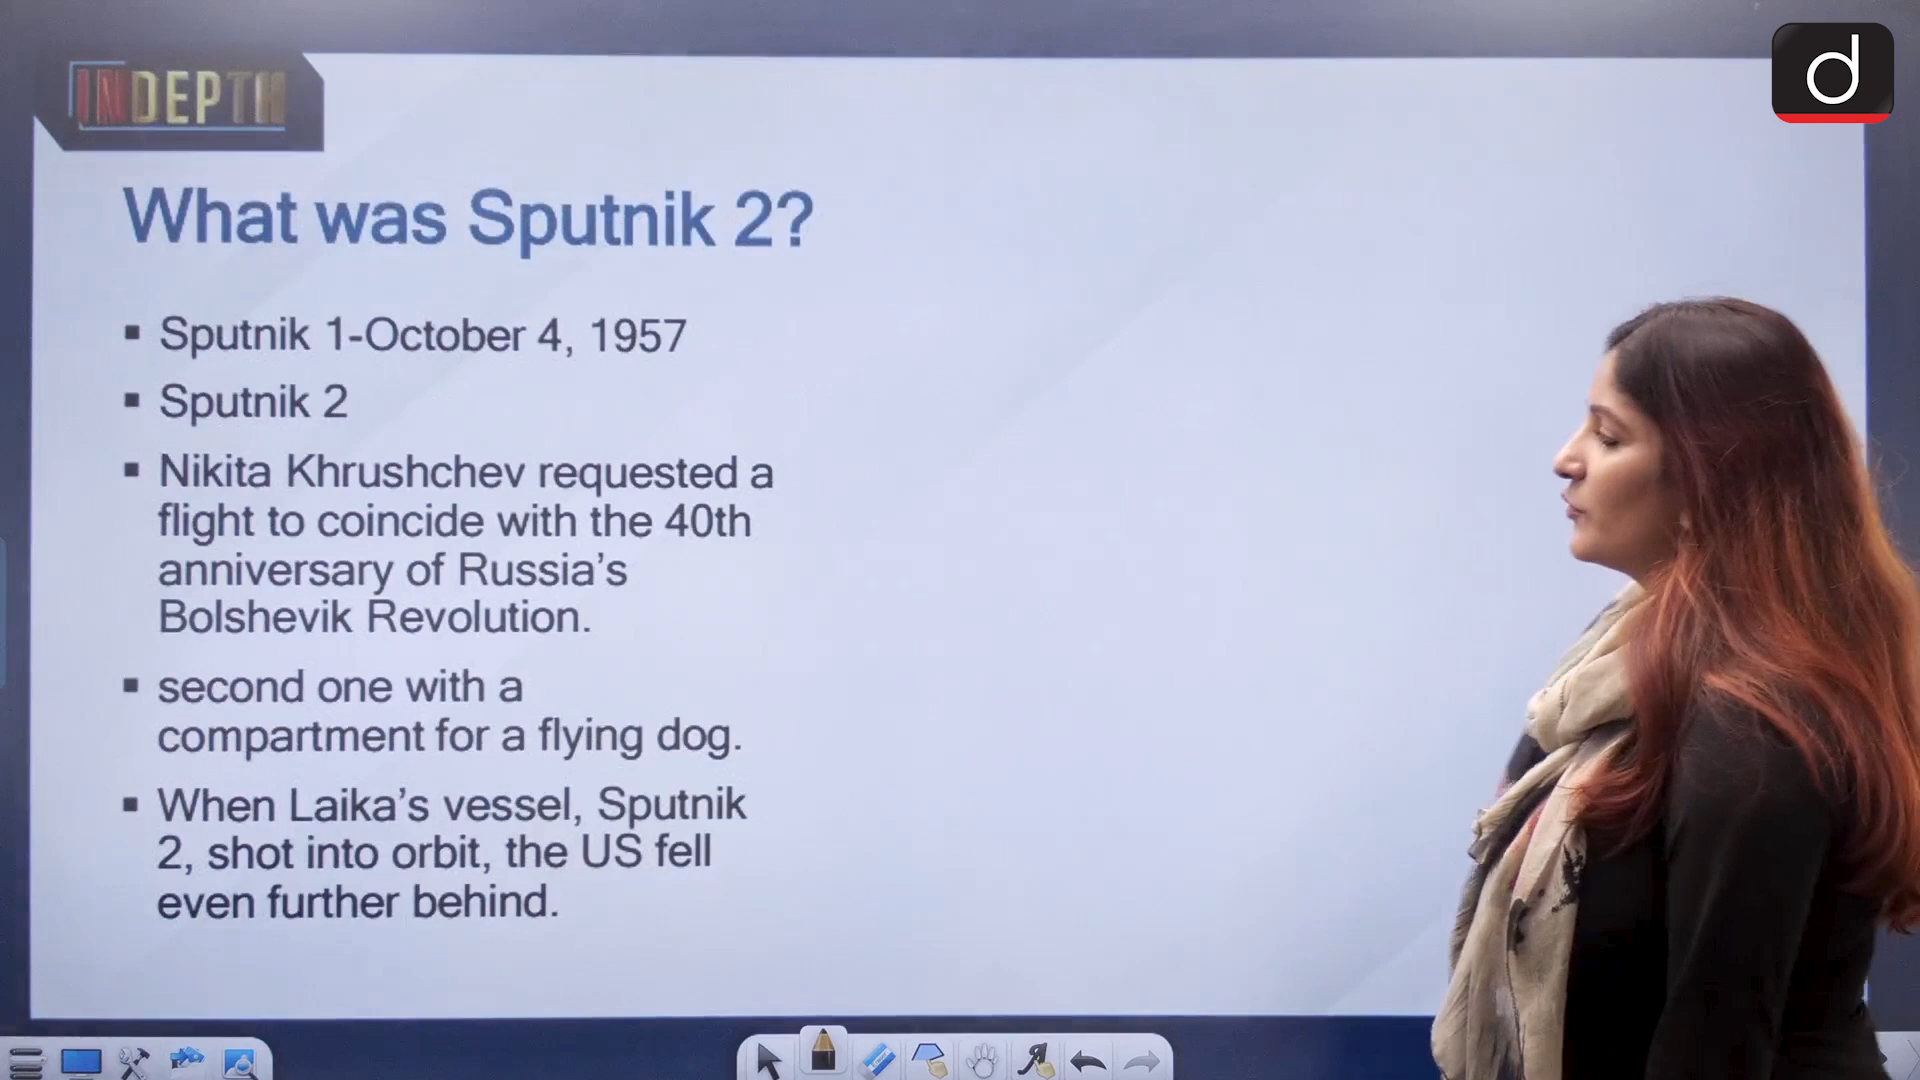 INDEPTH
d
What was Sputnik 2?
▪ Sputnik 1-October 4, 1957
▪ Sputnik 2
▪ Nikita Khrushchev requested a
flight to coincide with the 40th
anniversary of Russia’s
Bolshevik Revolution.
▪ second one with a
compartment for a flying dog.
▪ When Laika’s vessel, Sputnik
2, shot into orbit, the US fell
even further behind.